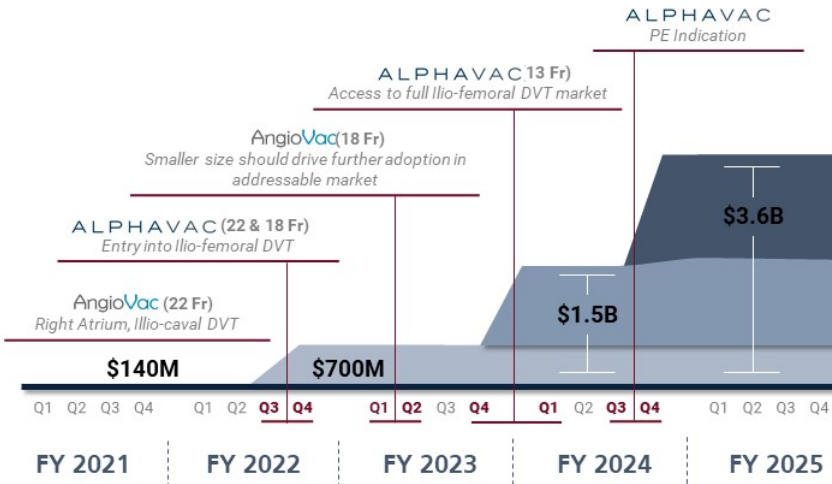 ALPHAVAC
PE Indication
ALPHAVAC (13 Fr)
Access to full Ilio-femoral DVT market
AngioVac (18 Fr)
Smaller size should drive further adoption in
addressable market
ALPHAVAC (22 & 18 Fr)
Entry into Ilio-femoral DVT
AngioVac (22 Fr)
Right Atrium, Illio-caval DVT
$140M
$700M
$1.5B
$3.6B
Q1 Q2 Q3 Q4 Q1 Q2 Q3 Q4 Q1 Q2 Q3 Q4 Q1 Q2 Q3 Q4 Q1 Q2 Q3 Q4
FY 2021 FY 2022 FY 2023 FY 2024 FY 2025